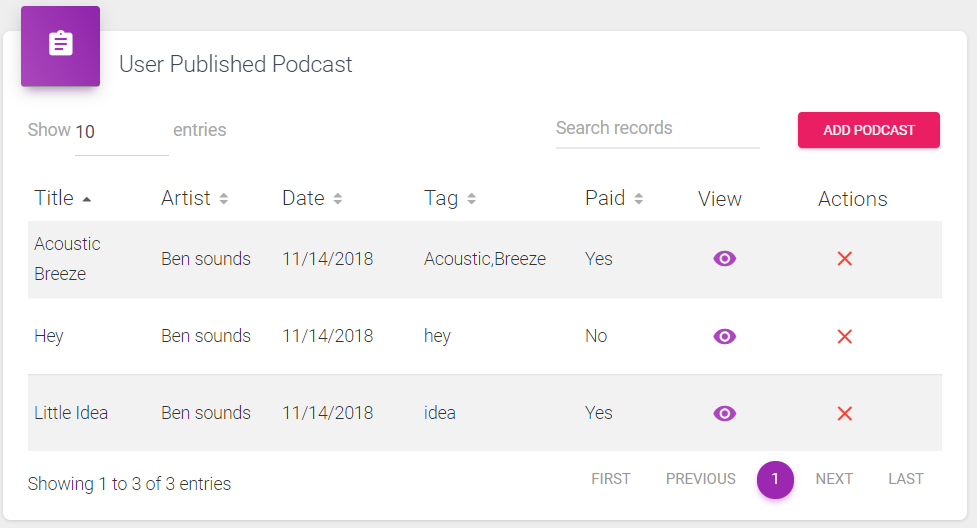 User Published Podcast
Show 10 entries
Search records
ADD PODCAST
Title Artist Date Tag Paid View Actions
Acoustic
Breeze Ben sounds 11/14/2018 Acoustic,Breeze Yes
Hey Ben sounds 11/14/2018 hey No
Little Idea Ben sounds 11/14/2018 idea Yes
Showing 1 to 3 of 3 entries
FIRST PREVIOUS 1 NEXT LAST